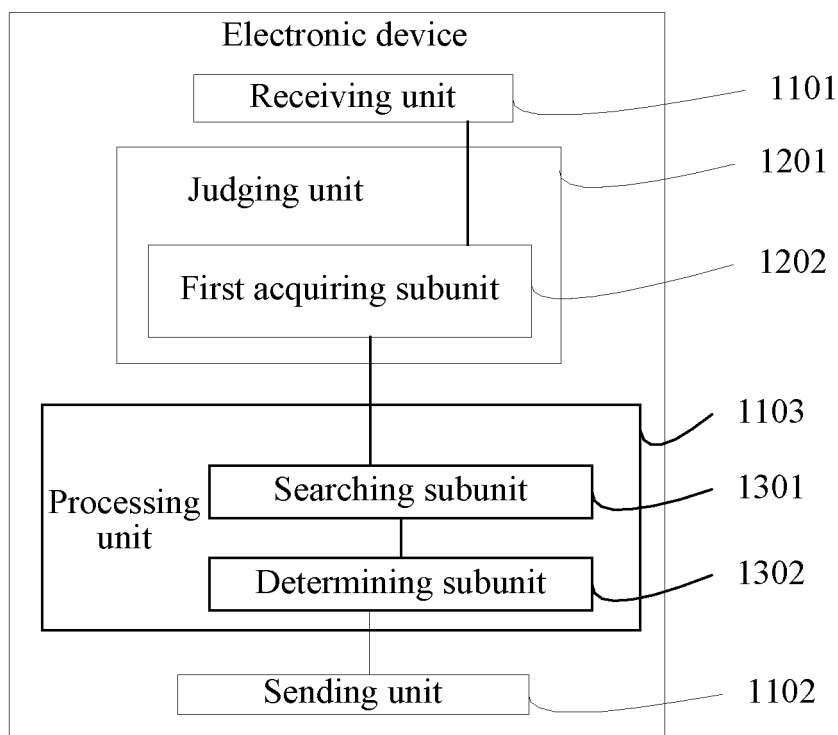 Electronic device
Receiving unit
1101
1201
Judging unit
1202
First acquiring subunit
1103
Searching subunit
1301
Processing
unit
1302
Determining subunit
Sending unit
1102